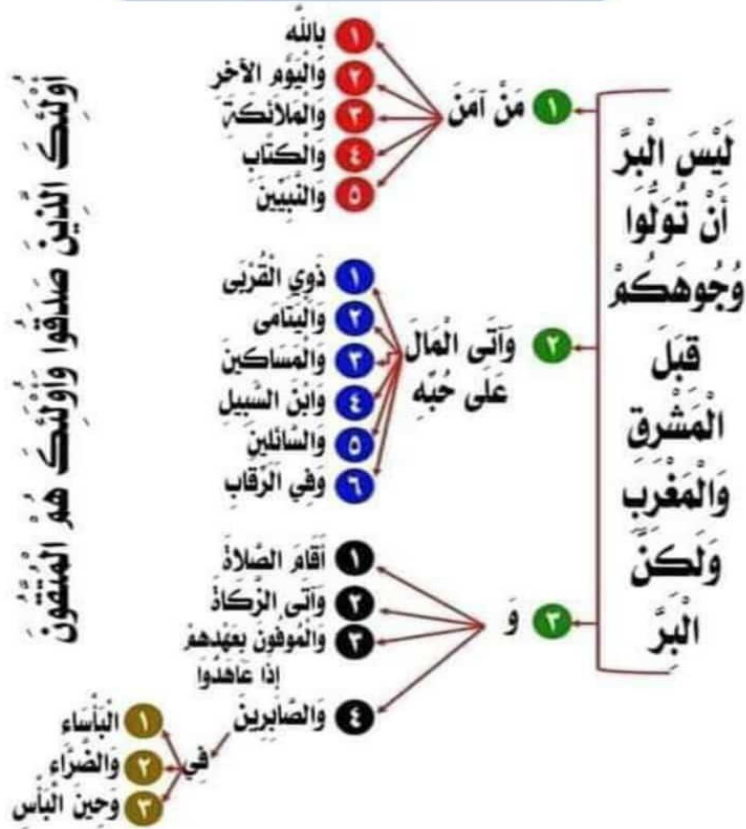 لَيْسَ الْبِرَّ
أَنْ تُوَلُّوا
وُجُوهَكُمْ
قِبَلَ
الْمَشْرِقِ
وَالْمَغْرِبِ
وَلَكِنَّ
الْبِرَّ
١ مَنْ آمَنَ
١ بِاللَّهِ
٢ وَالْيَوْمِ الْآخِرِ
٣ وَالْمَلَائِكَةِ
٤ وَالْكِتَابِ
٥ وَالنَّبِيِّينَ
٢ وَآتَى الْمَالَ
عَلَى حُبِّهِ
١ ذَوِي الْقُرْبَى
٢ وَالْيَتَامَى
٣ وَالْمَسَاكِينَ
٤ وَابْنَ السَّبِيلِ
٥ وَالسَّائِلِينَ
٦ وَفِي الرِّقَابِ
٣ وَ
١ أَقَامَ الصَّلَاةَ
٢ وَآتَى الزَّكَاةَ
٣ وَالْمُوفُونَ بِعَهْدِهِمْ
إِذَا عَاهَدُوا
٤ وَالصَّابِرِينَ
فِي
١ الْبَأْسَاءِ
٢ وَالضَّرَّاءِ
٣ وَحِينَ الْبَأْسِ
أُولَئِكَ الَّذِينَ صَدَقُوا وَأُولَئِكَ هُمُ الْمُتَّقُونَ